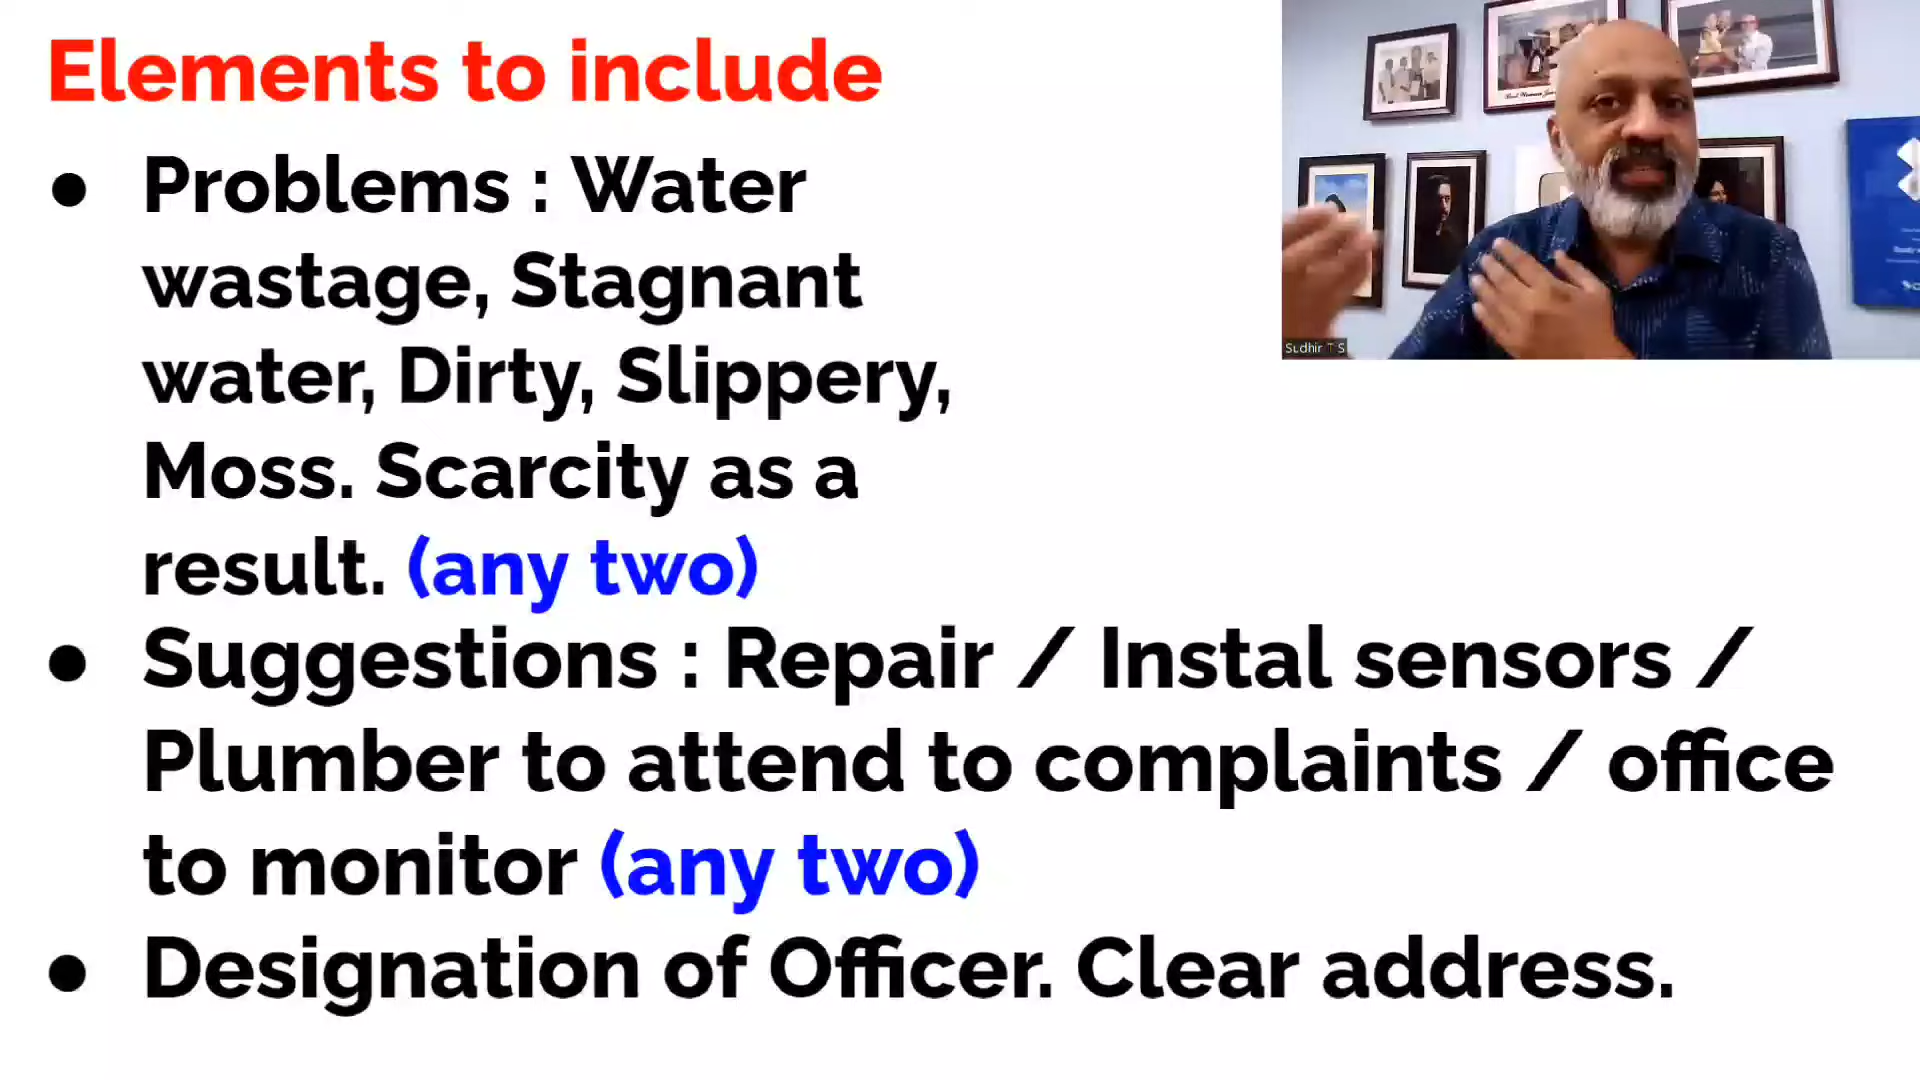 Elements to include
● Problems : Water
wastage, Stagnant
water, Dirty, Slippery,
Moss. Scarcity as a
result. (any two)
● Suggestions : Repair / Instal sensors /
Plumber to attend to complaints / office
to monitor (any two)
● Designation of Officer. Clear address.
Sudhir T S